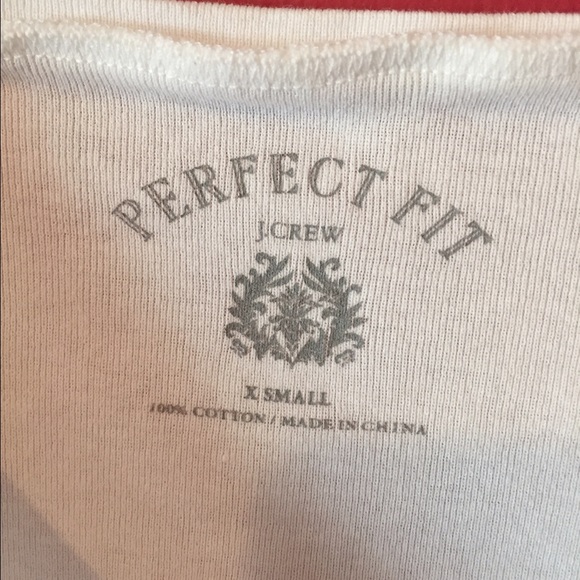 PERFECT FIT
J.CREW
X SMALL
100% COTTON / MADE IN CHINA